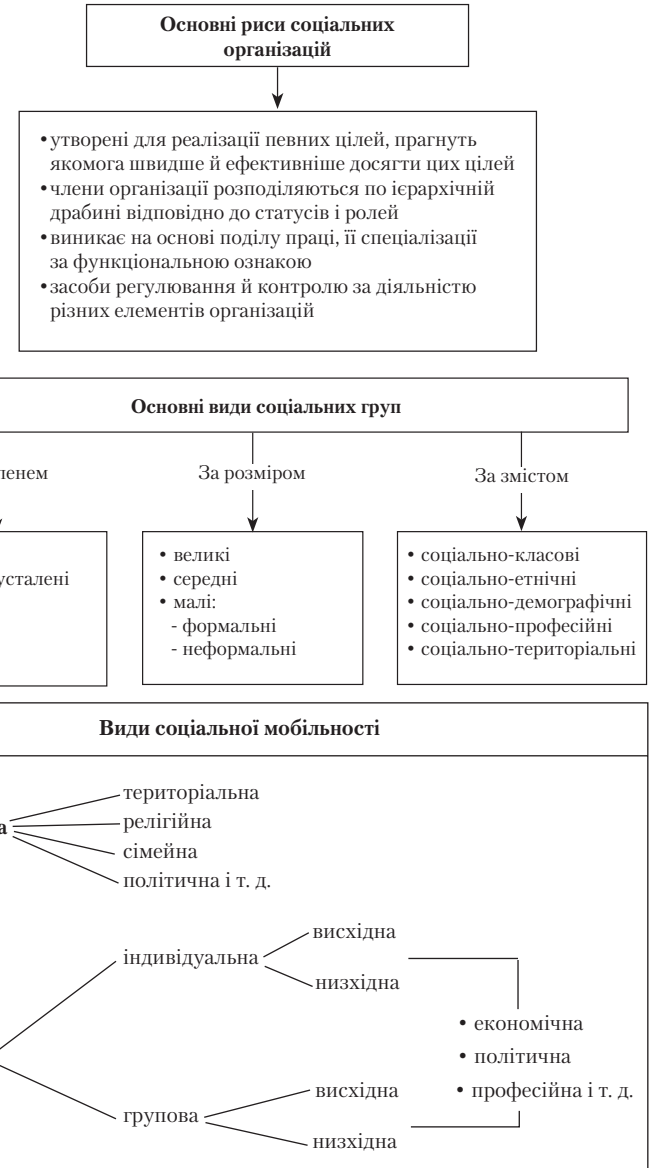 Основні риси соціальних
організацій
• утворені для реалізації певних цілей, прагнуть
якомога швидше й ефективніше досягти цих цілей
• члени організації розподіляються по ієрархічній
драбині відповідно до статусів і ролей
• виникає на основі поділу праці, її спеціалізації
за функціональною ознакою
• засоби регулювання й контролю за діяльністю
різних елементів організацій
Основні види соціальних груп
пенем
За розміром
За змістом
усталені
• великі
• середні
• малі:
- формальні
- неформальні
• соціально-класові
• соціально-етнічні
• соціально-демографічні
• соціально-професійні
• соціально-територіальні
Види соціальної мобільності
а
територіальна
релігійна
сімейна
політична і т. д.
індивідуальна
висхідна
низхідна
• економічна
• політична
• професійна і т. д.
групова
висхідна
низхідна